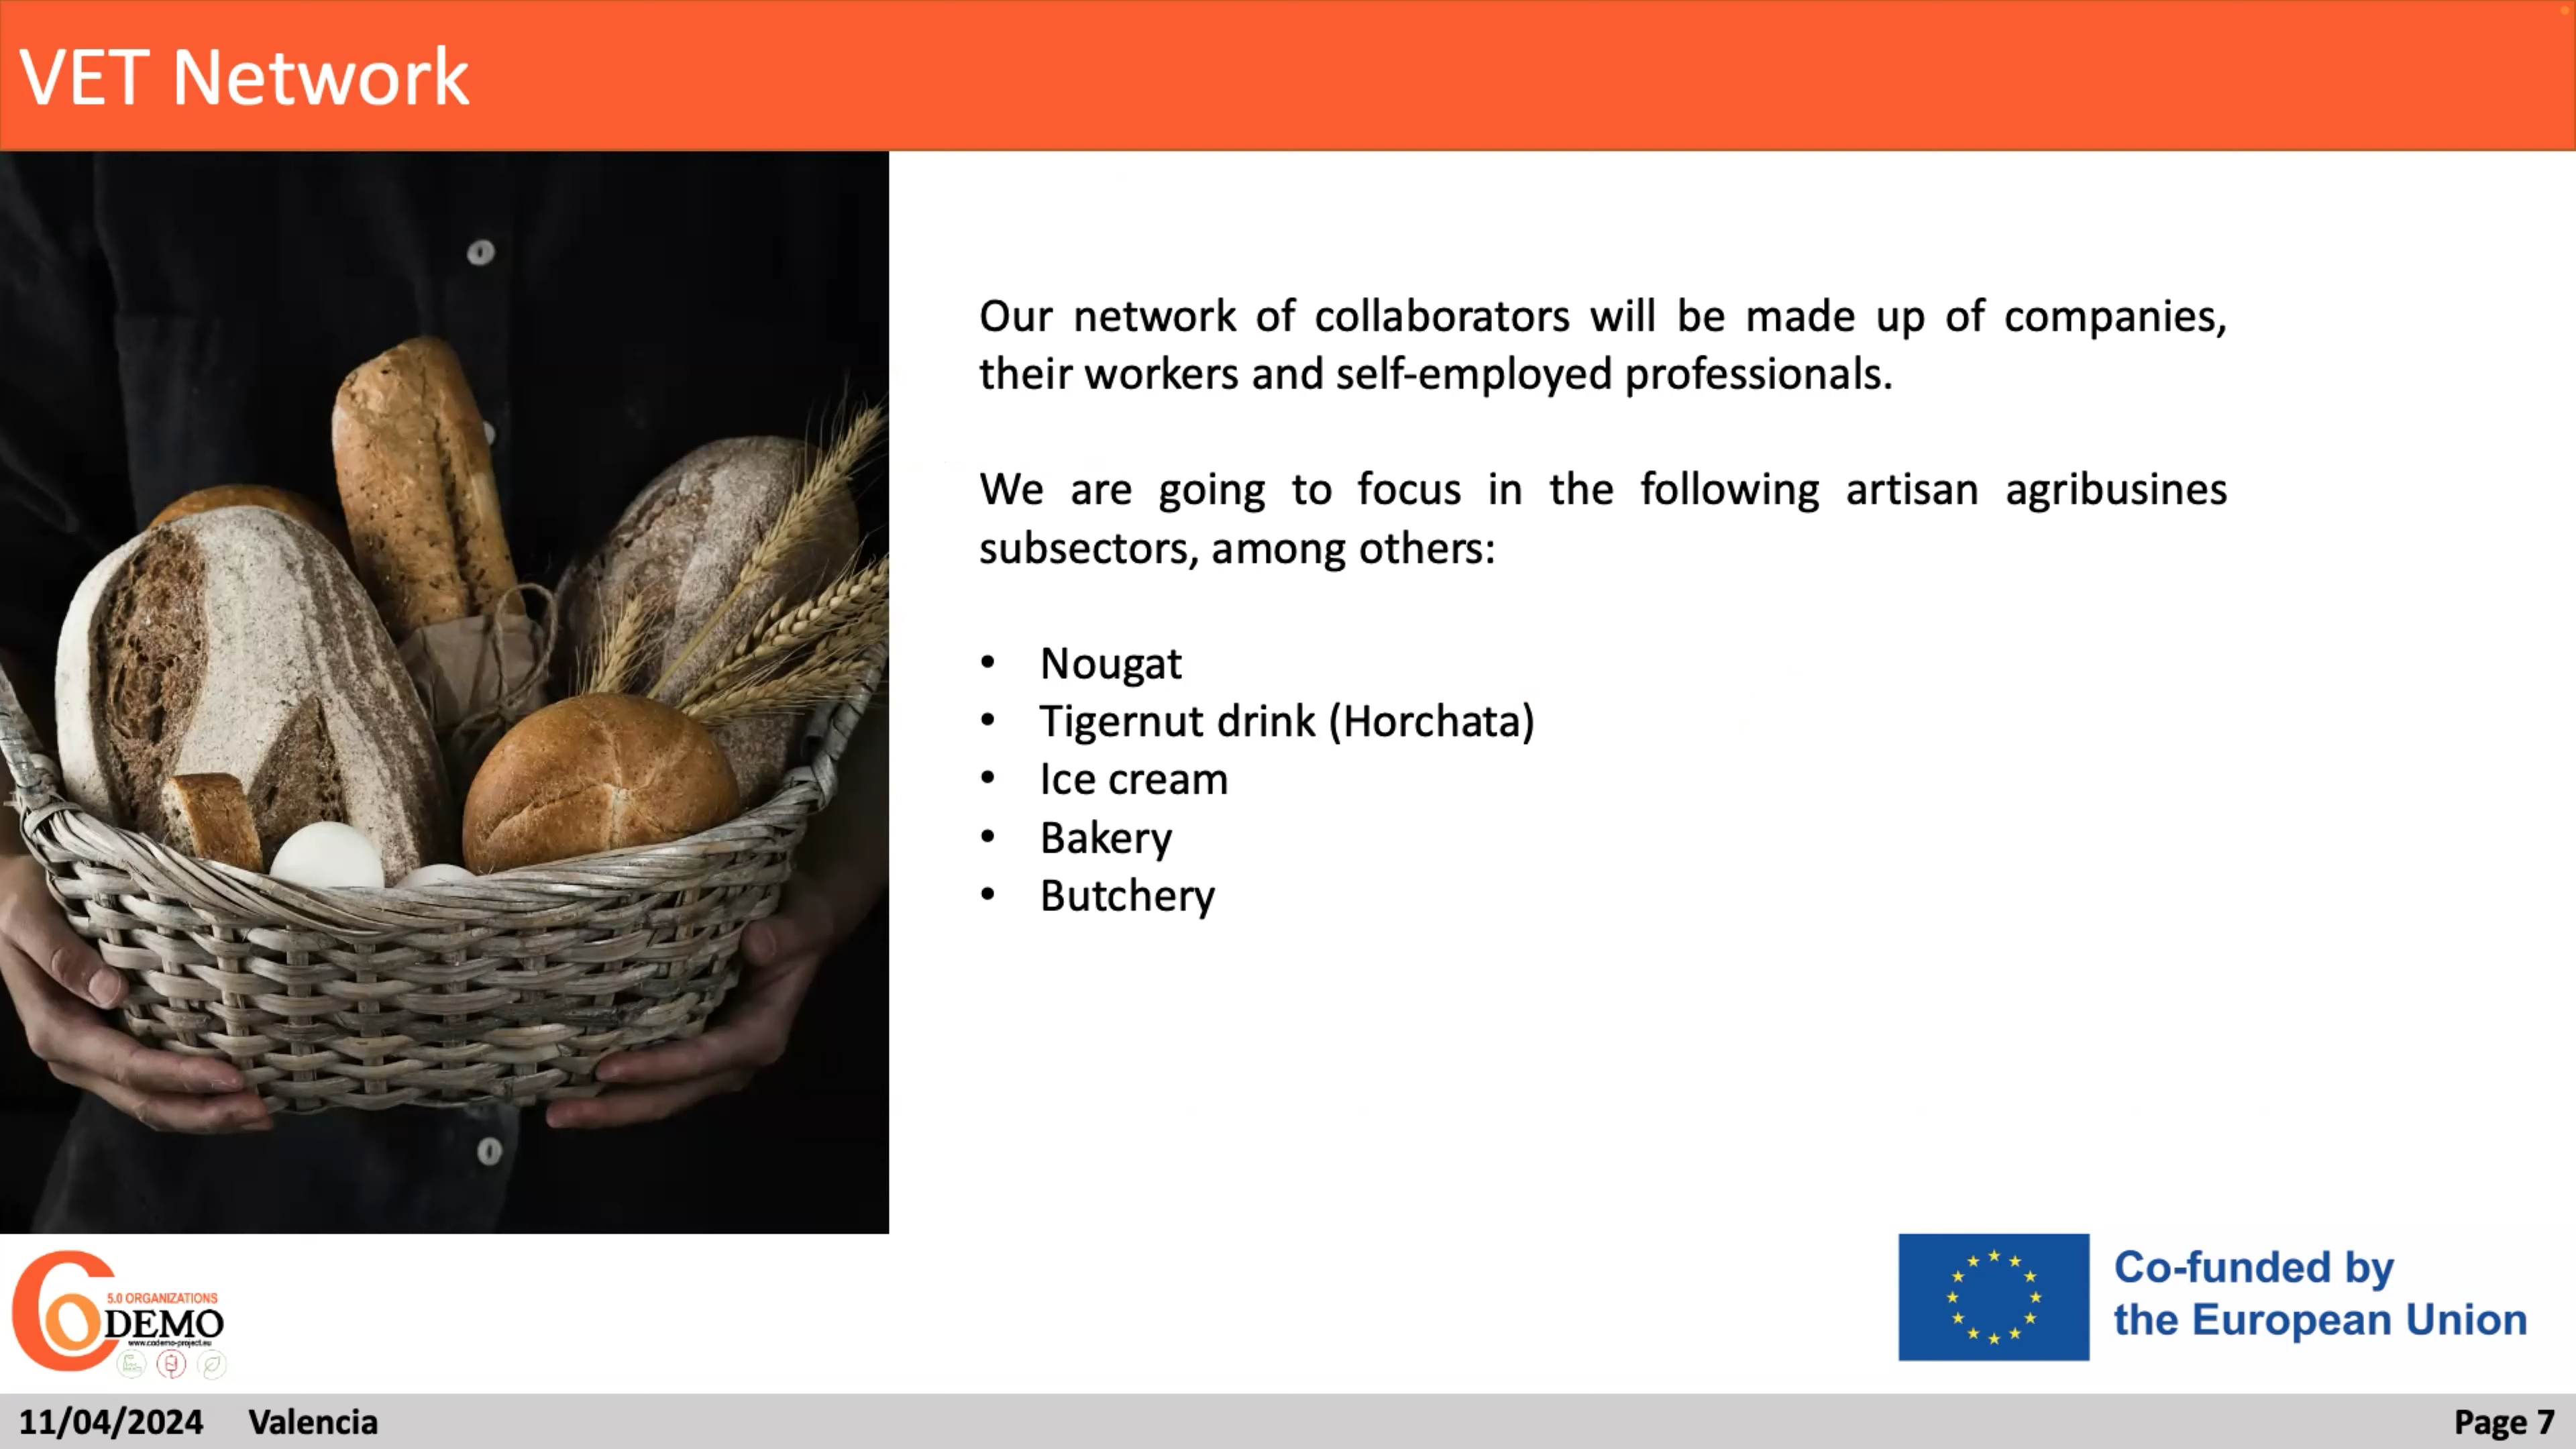 VET Network
Our network of collaborators will be made up of companies,
their workers and self-employed professionals.
We are going to focus in the following artisan agribusines
subsectors, among others:
• Nougat
• Tigernut drink (Horchata)
• Ice cream
• Bakery
• Butchery
5.0 ORGANIZATIONS
CODEMO
www.codemo-project.eu
Co-funded by
the European Union
11/04/2024 Valencia
Page 7